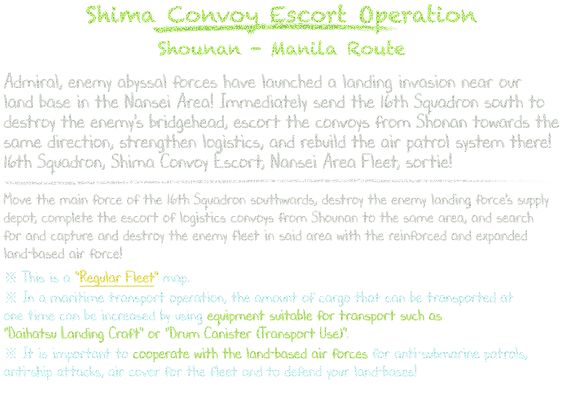 Shima Convoy Escort Operation
Shounan - Manila Route
Admiral, enemy abyssal forces have launched a landing invasion near our
land base in the Nansei Area! Immediately send the 16th Squadron south to
destroy the enemy's bridgehead, escort the convoys from Shonan towards the
same direction, strengthen logistics, and rebuild the air patrol system there!
16th Squadron, Shima Convoy Escort, Nansei Area Fleet, sortie!
Move the main force of the 16th Squadron southwards, destroy the enemy landing force's supply
depot, complete the escort of logistics convoys from Shounan to the same area, and search
for and capture and destroy the enemy fleet in said area with the reinforced and expanded
land-based air force!
※ This is a "Regular Fleet" map.
※ In a maritime transport operation, the amount of cargo that can be transported at
one time can be increased by using equipment suitable for transport such as
"Daihatsu Landing Craft" or "Drum Canister (Transport Use)".
※ It is important to cooperate with the land-based air forces for anti-submarine patrols,
anti-ship attacks, air cover for the fleet and to defend your land-bases!